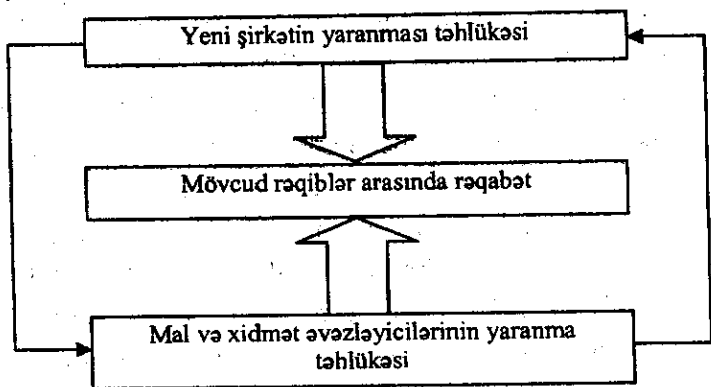 Yeni şirkətin yaranması təhlükəsi
Mövcud rəqiblər arasında rəqabət
Mal və xidmət əvəzləyicilərinin yaranma
təhlükəsi